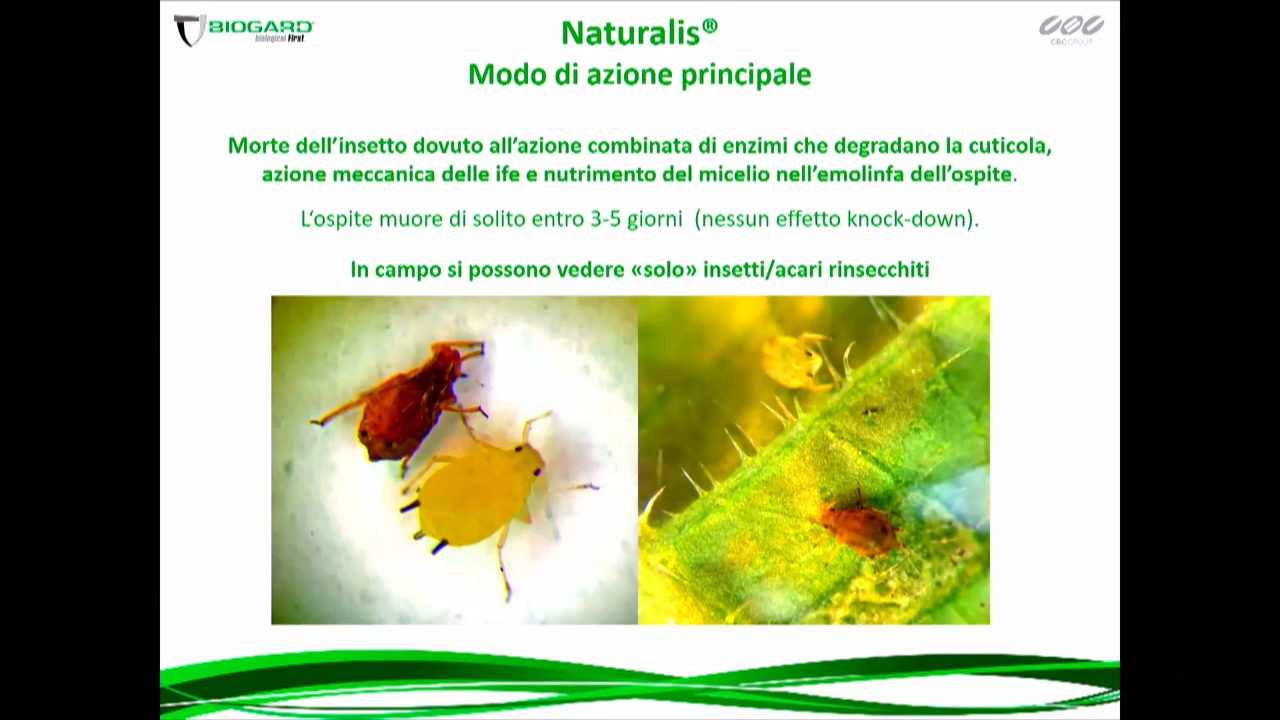 BIOGARD
biological First.
Naturalis®
CBC GROUP
Modo di azione principale
Morte dell'insetto dovuto all'azione combinata di enzimi che degradano la cuticola,
azione meccanica delle ife e nutrimento del micelio nell'emolinfa dell'ospite.
L'ospite muore di solito entro 3-5 giorni (nessun effetto knock-down).
In campo si possono vedere «solo» insetti/acari rinsecchiti